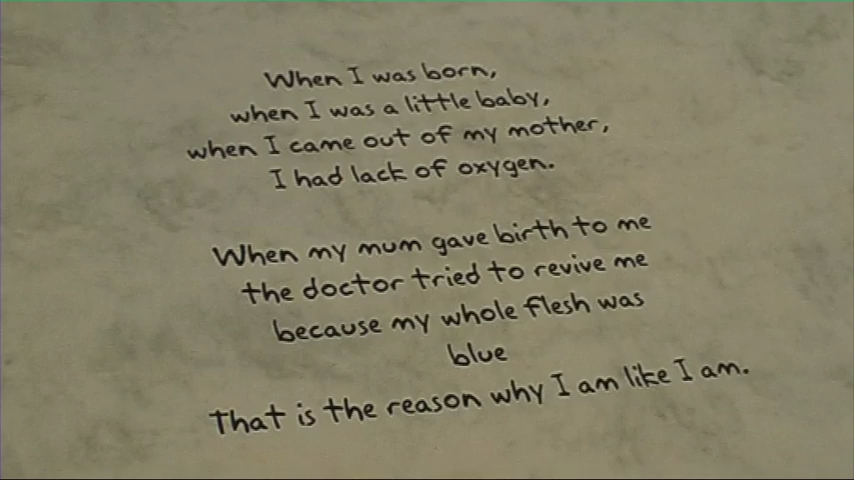 When I was born,
when I was a little baby,
when I came out of my mother,
I had lack of oxygen.
When my mum gave birth to me
the doctor tried to revive me
because my whole flesh was
blue
That is the reason why I am like I am.